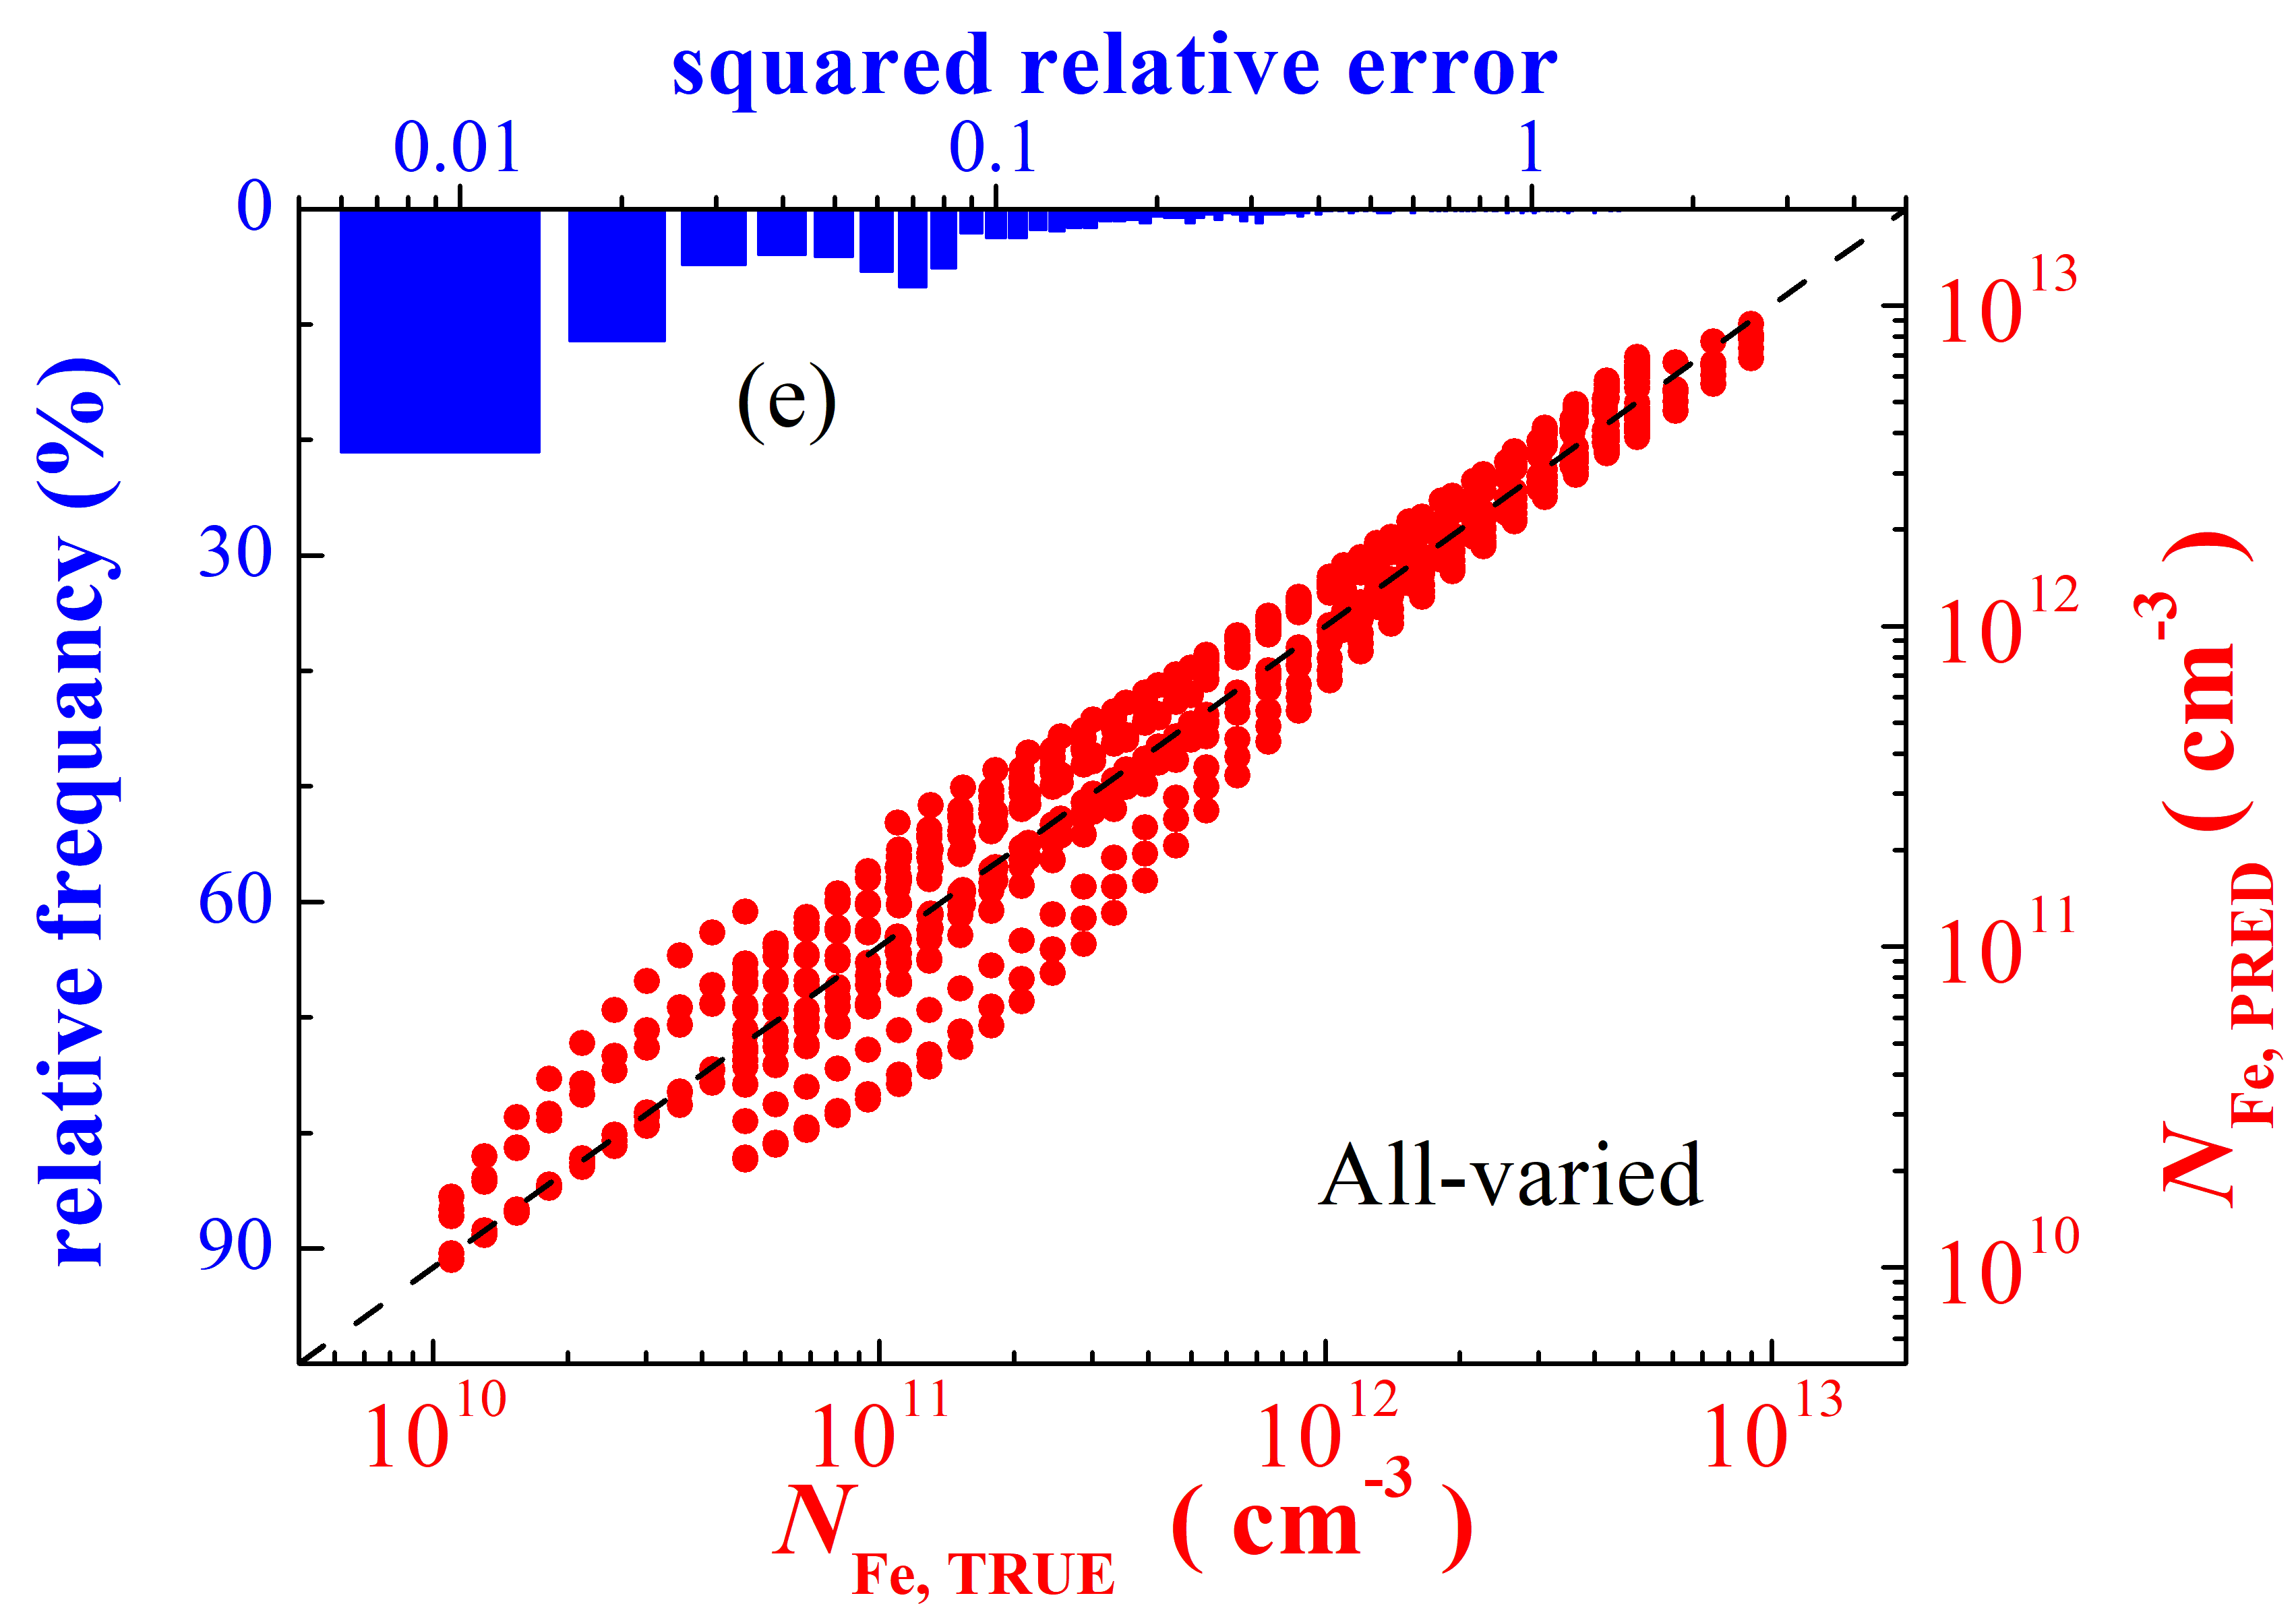 squared relative error
0.01 0.1 1
0
30
60
90
relative frequency (%)
(e)
All-varied
10^13
10^12
10^11
10^10
N_Fe, PRED ( cm^-3 )
10^10 10^11 10^12 10^13
N_Fe, TRUE ( cm^-3 )